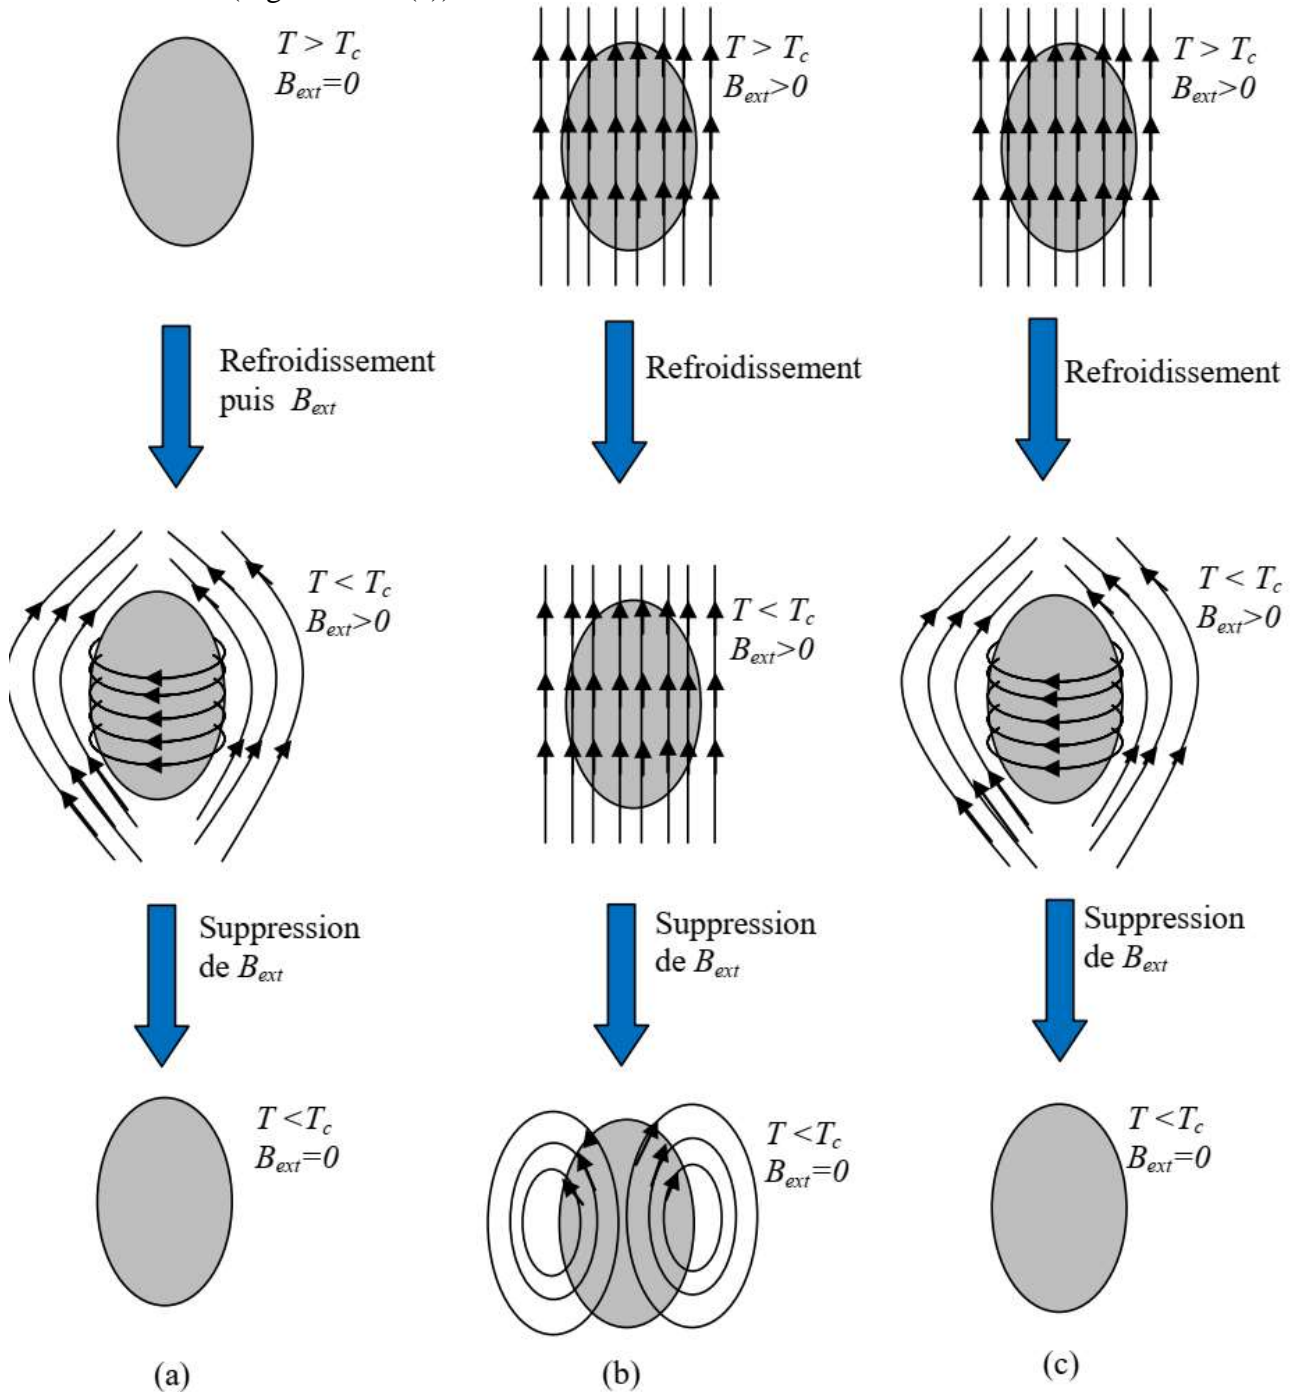 T > Tc
Bext=0
T > Tc
Bext>0
T > Tc
Bext>0
Refroidissement
puis Bext
Refroidissement
Refroidissement
T < Tc
Bext>0
T < Tc
Bext>0
T < Tc
Bext>0
Suppression
de Bext
Suppression
de Bext
Suppression
de Bext
T <Tc
Bext=0
T <Tc
Bext=0
T <Tc
Bext=0
(a)
(b)
(c)